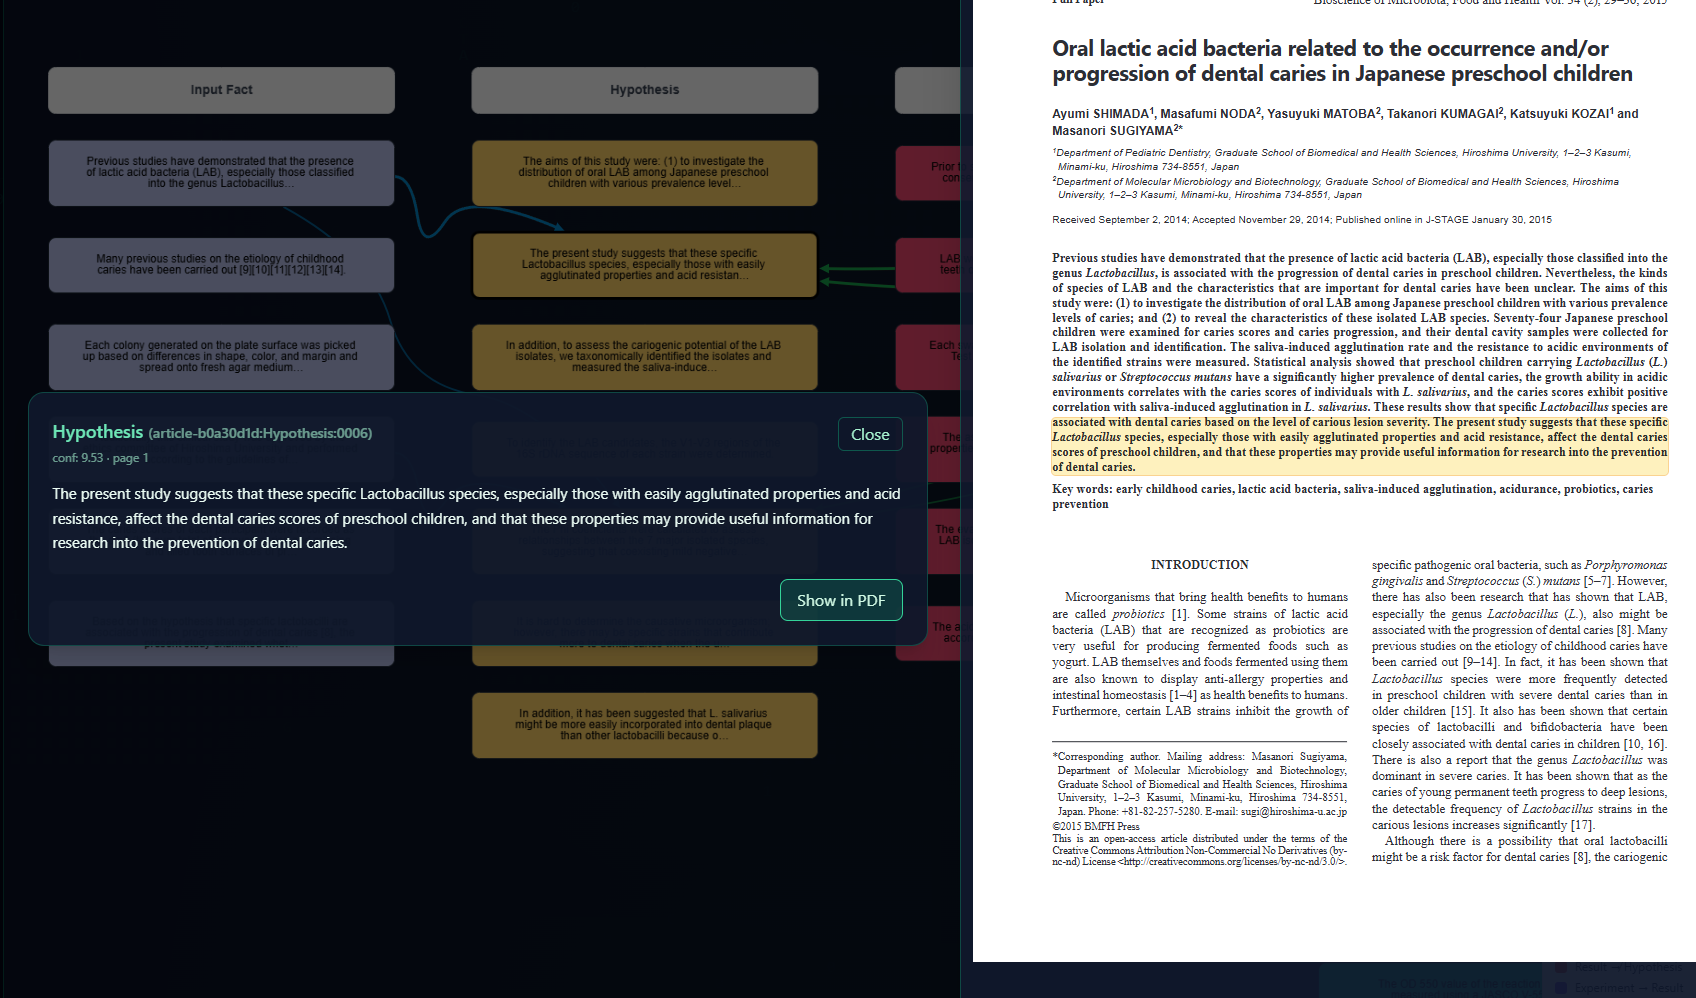 Input Fact
Previous studies have demonstrated that the presence
of lactic acid bacteria (LAB), especially those classified
into the genus Lactobacillus...
Many previous studies on the etiology of childhood
caries have been carried out [9][10][11][12][13][14].
Each colony generated on the plate surface was picked
up based on differences in shape, color, and margin and
spread onto fresh agar medium...
Hypothesis
The aims of this study were: (1) to investigate the
distribution of oral LAB among Japanese preschool
children with various prevalence level...
The present study suggests that these specific
Lactobacillus species, especially those with easily
agglutinated properties and acid resistan...
In addition, to assess the cariogenic potential of the LAB
isolates, we taxonomically identified the isolates and
measured the saliva-induce...
In addition, it has been suggested that L. salivarius
might be more easily incorporated into dental plaque
than other lactobacilli because o...
Prior
con
LAB
teet
Each
Te
The
proper
The e
LAB
The a
acc
Hypothesis (article-b0a30d1d:Hypothesis:0006)
Close
conf: 9.53 · page 1
The present study suggests that these specific Lactobacillus species, especially those with easily agglutinated properties and acid
resistance, affect the dental caries scores of preschool children, and that these properties may provide useful information for
research into the prevention of dental caries.
Show in PDF
Oral lactic acid bacteria related to the occurrence and/or
progression of dental caries in Japanese preschool children
Ayumi SHIMADA1, Masafumi NODA2, Yasuyuki MATOBA2, Takanori KUMAGAI2, Katsuyuki KOZAI1 and
Masanori SUGIYAMA2*
1Department of Pediatric Dentistry, Graduate School of Biomedical and Health Sciences, Hiroshima University, 1–2–3 Kasumi,
Minami-ku, Hiroshima 734-8551, Japan
2Department of Molecular Microbiology and Biotechnology, Graduate School of Biomedical and Health Sciences, Hiroshima
University, 1–2–3 Kasumi, Minami-ku, Hiroshima 734-8551, Japan
Received September 2, 2014; Accepted November 29, 2014; Published online in J-STAGE January 30, 2015
Previous studies have demonstrated that the presence of lactic acid bacteria (LAB), especially those classified into the
genus Lactobacillus, is associated with the progression of dental caries in preschool children. Nevertheless, the kinds
of species of LAB and the characteristics that are important for dental caries have been unclear. The aims of this
study were: (1) to investigate the distribution of oral LAB among Japanese preschool children with various prevalence
levels of caries; and (2) to reveal the characteristics of these isolated LAB species. Seventy-four Japanese preschool
children were examined for caries scores and caries progression, and their dental cavity samples were collected for
LAB isolation and identification. The saliva-induced agglutination rate and the resistance to acidic environments of
the identified strains were measured. Statistical analysis showed that preschool children carrying Lactobacillus (L.)
salivarius or Streptococcus mutans have a significantly higher prevalence of dental caries, the growth ability in acidic
environments correlates with the caries scores of individuals with L. salivarius, and the caries scores exhibit positive
correlation with saliva-induced agglutination in L. salivarius. These results show that specific Lactobacillus species are
associated with dental caries based on the level of carious lesion severity. The present study suggests that these specific
Lactobacillus species, especially those with easily agglutinated properties and acid resistance, affect the dental caries
scores of preschool children, and that these properties may provide useful information for research into the prevention
of dental caries.
Key words: early childhood caries, lactic acid bacteria, saliva-induced agglutination, acidurance, probiotics, caries
prevention
INTRODUCTION
Microorganisms that bring health benefits to humans
are called probiotics [1]. Some strains of lactic acid
bacteria (LAB) that are recognized as probiotics are
very useful for producing fermented foods such as
yogurt. LAB themselves and foods fermented using them
are also known to display anti-allergy properties and
intestinal homeostasis [1–4] as health benefits to humans.
Furthermore, certain LAB strains inhibit the growth of
*Corresponding author. Mailing address: Masanori Sugiyama,
Department of Molecular Microbiology and Biotechnology,
Graduate School of Biomedical and Health Sciences, Hiroshima
University, 1–2–3 Kasumi, Minami-ku, Hiroshima 734-8551,
Japan. Phone: +81-82-257-5280. E-mail: sugi@hiroshima-u.ac.jp
©2015 BMFH Press
This is an open-access article distributed under the terms of the
Creative Commons Attribution Non-Commercial No Derivatives (by-
nc-nd) License <http://creativecommons.org/licenses/by-nc-nd/3.0/>.
specific pathogenic oral bacteria, such as Porphyromonas
gingivalis and Streptococcus (S.) mutans [5–7]. However,
there has also been research that has shown that LAB,
especially the genus Lactobacillus (L.), also might be
associated with the progression of dental caries [8]. Many
previous studies on the etiology of childhood caries have
been carried out [9–14]. In fact, it has been shown that
Lactobacillus species were more frequently detected
in preschool children with severe dental caries than in
older children [15]. It also has been shown that certain
species of lactobacilli and bifidobacteria have been
closely associated with dental caries in children [10, 16].
There is also a report that the genus Lactobacillus was
dominant in severe caries. It has been shown that as the
caries of young permanent teeth progress to deep lesions,
the detectable frequency of Lactobacillus strains in the
carious lesions increases significantly [17].
Although there is a possibility that oral lactobacilli
might be a risk factor for dental caries [8], the cariogenic
Result → Hypothesis
Experiment → Result